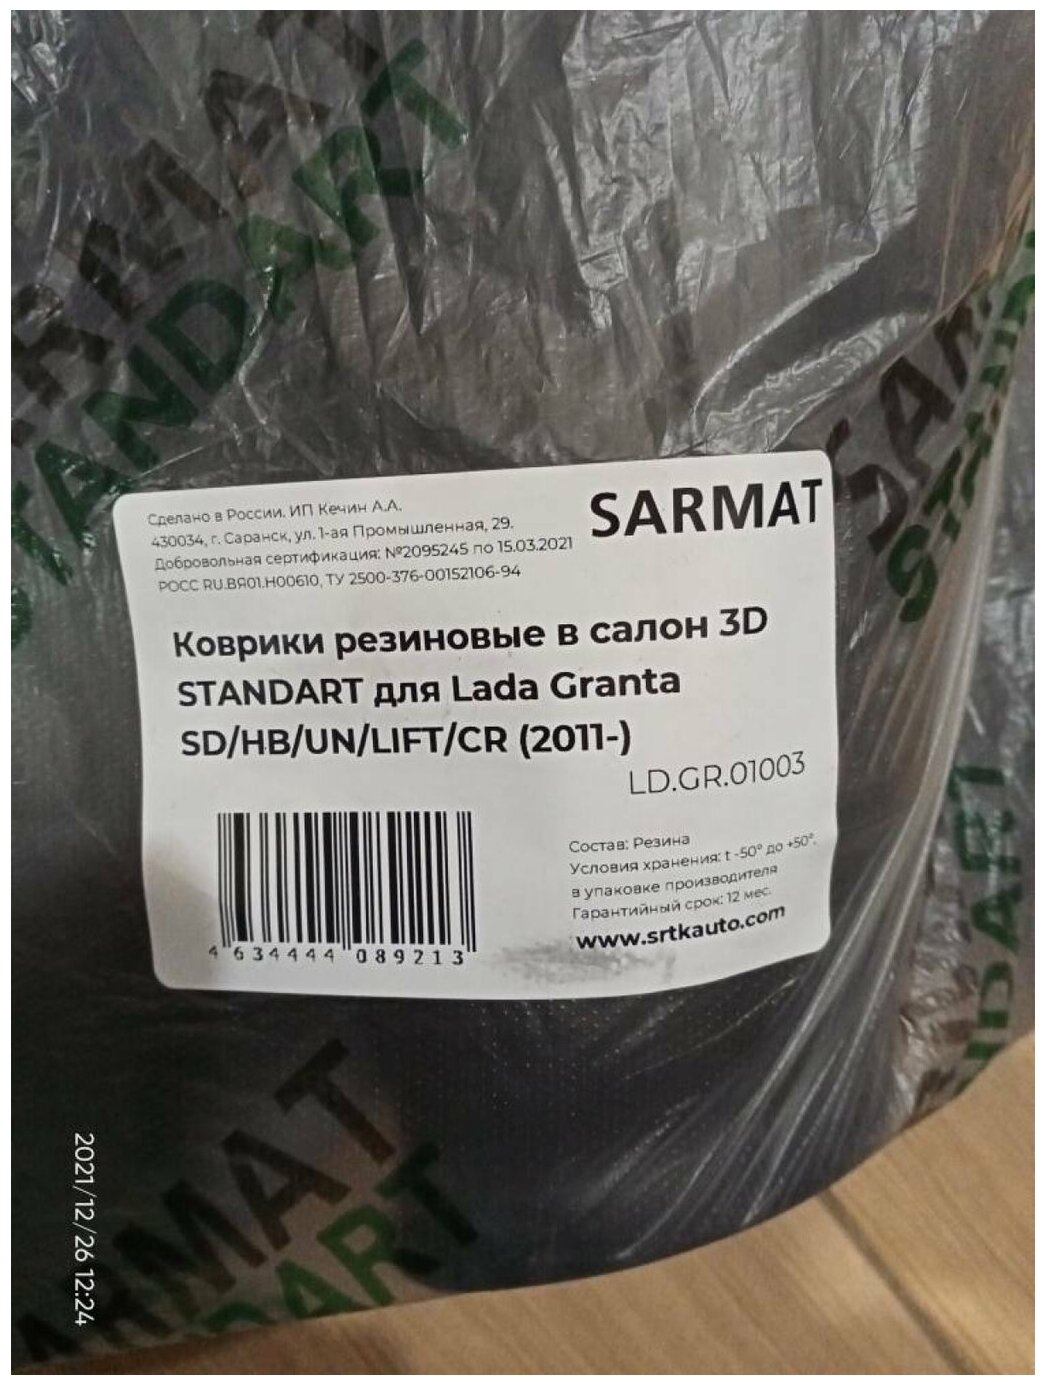 SARMAT
STANDART
SARMAT
Сделано в России. ИП Кечин А.А.
430034, г. Саранск, ул. 1-ая Промышленная, 29.
Добровольная сертификация: №2095245 по 15.03.2021
РОСС RU.ВЯ01.Н00610, ТУ 2500-376-00152106-94
Коврики резиновые в салон 3D
STANDART для Lada Granta
SD/HB/UN/LIFT/CR (2011-)
LD.GR.01003
4 634444 089213
Состав: Резина
Условия хранения: t -50° до +50°.
в упаковке производителя
Гарантийный срок: 12 мес.
www.srtkauto.com
2021/12/26 12:24